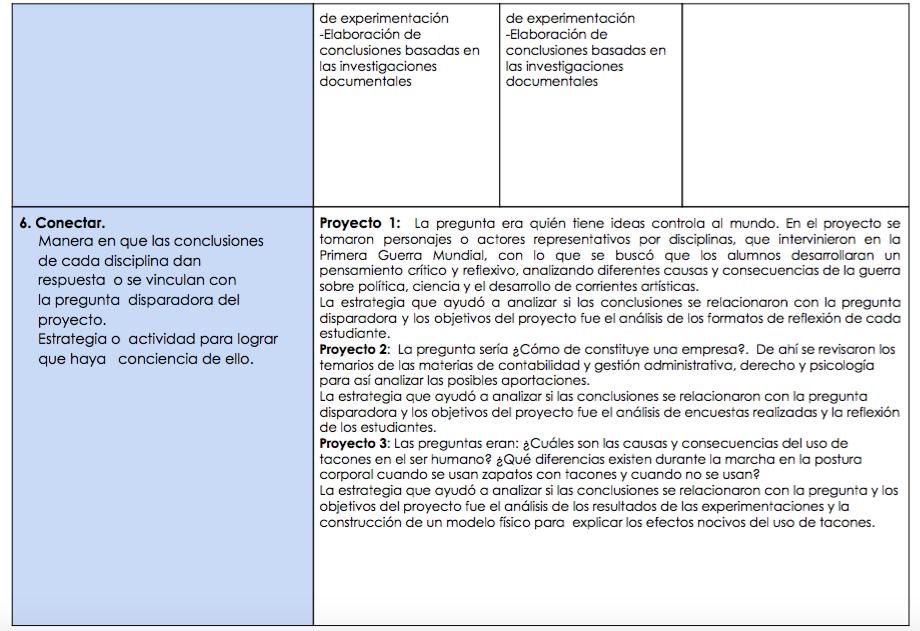 de experimentación
-Elaboración de
conclusiones basadas en
las investigaciones
documentales
de experimentación
-Elaboración de
conclusiones basadas en
las investigaciones
documentales
6. Conectar.
Manera en que las conclusiones
de cada disciplina dan
respuesta o se vinculan con
la pregunta disparadora del
proyecto.
Estrategia o actividad para lograr
que haya conciencia de ello.
Proyecto 1: La pregunta era quién tiene ideas controla al mundo. En el proyecto se
tomaron personajes o actores representativos por disciplinas, que intervinieron en la
Primera Guerra Mundial, con lo que se buscó que los alumnos desarrollaran un
pensamiento crítico y reflexivo, analizando diferentes causas y consecuencias de la guerra
sobre política, ciencia y el desarrollo de corrientes artísticas.
La estrategia que ayudó a analizar si las conclusiones se relacionaron con la pregunta
disparadora y los objetivos del proyecto fue el análisis de los formatos de reflexión de cada
estudiante.
Proyecto 2: La pregunta sería ¿Cómo de constituye una empresa?. De ahí se revisaron los
temarios de las materias de contabilidad y gestión administrativa, derecho y psicología
para así analizar las posibles aportaciones.
La estrategia que ayudó a analizar si las conclusiones se relacionaron con la pregunta
disparadora y los objetivos del proyecto fue el análisis de encuestas realizadas y la reflexión
de los estudiantes.
Proyecto 3: Las preguntas eran: ¿Cuáles son las causas y consecuencias del uso de
tacones en el ser humano? ¿Qué diferencias existen durante la marcha en la postura
corporal cuando se usan zapatos con tacones y cuando no se usan?
La estrategia que ayudó a analizar si las conclusiones se relacionaron con la pregunta y los
objetivos del proyecto fue el análisis de los resultados de las experimentaciones y la
construcción de un modelo físico para explicar los efectos nocivos del uso de tacones.